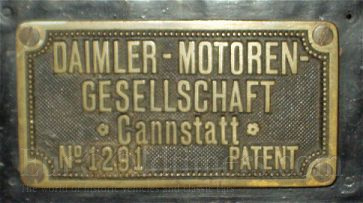 DAIMLER-MOTOREN-
GESELLSCHAFT
Cannstatt
No 1291 PATENT